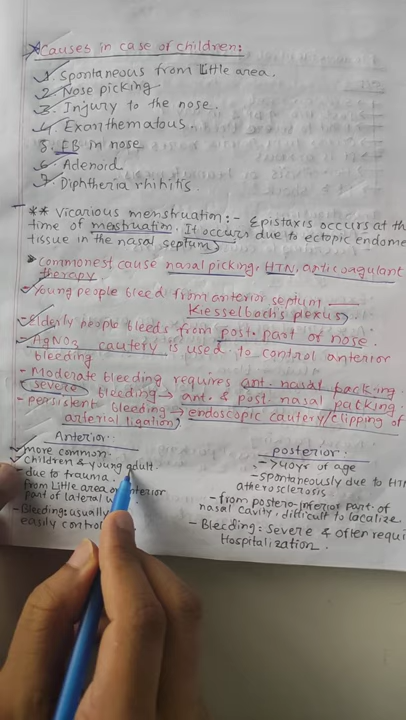 * Causes in case of children:
1. Spontaneous from Little area.
2. Nose picking.
3. Injury to the nose.
4. Exanthematous.
5. FB in nose
6. Adenoid
7. Diphtheria rhihitis.
** Vicarious menstruation:- Epistaxis occurs at the
time of menstruation. It occurs due to ectopic endome
tissue in the nasal septum
Commonest cause nasal picking, HTN, anticoagulant
therapy.
Young people bleed from anterior septum
Kiesselbach's plexus
Elderly people bleeds from post. part of nose.
AgNO3 cautery is used to control anterior
bleeding
- Moderate bleeding requires ant. nasal packing.
severe bleeding → ant. & post. nasal packing.
- persistent bleeding → endoscopic cautery/clipping of
arterial ligation
Anterior:
more common.
children & young adult.
- due to trauma.
from Little area or anterior
part of lateral
- Bleeding: usually
easily
posterior:
- >40yr of age
- Spontaneously due to HT
atherosclerosis.
- from postero-inferior part of
nasal cavity, difficult to localize
- Bleeding: Severe & often requi
Hospitalization.